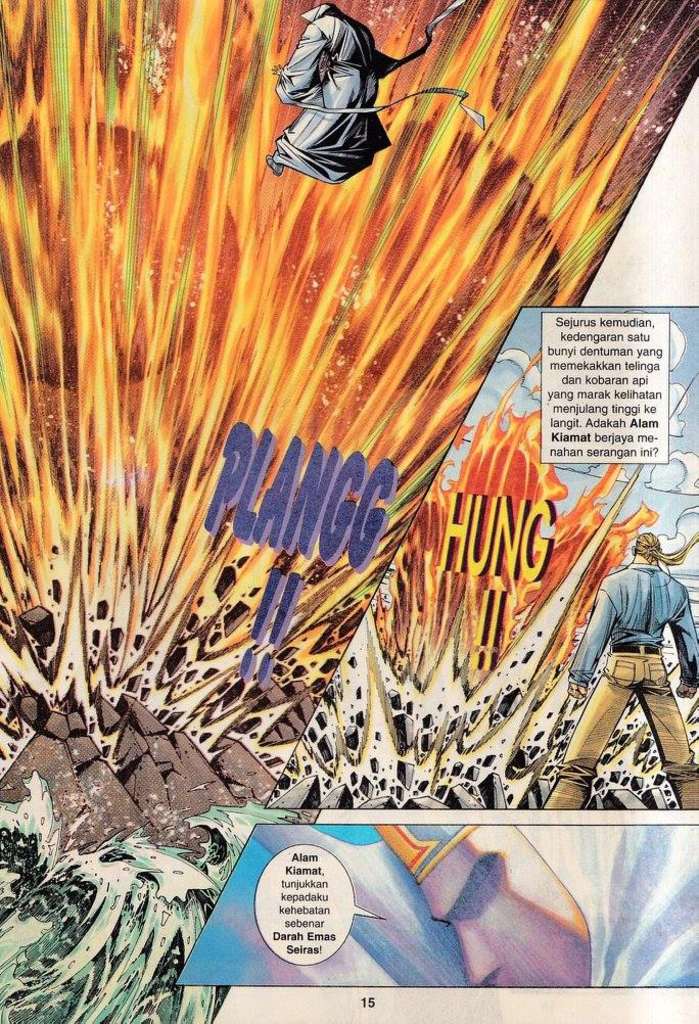 Sejurus kemudian,
kedengaran satu
bunyi dentuman yang
memekakkan telinga
dan kobaran api
yang marak kelihatan
menjulang tinggi ke
langit. Adakah Alam
Kiamat berjaya me-
nahan serangan ini?
PLANGG
!!
HUNG
!!
Alam
Kiamat,
tunjukkan
kepadaku
kehebatan
sebenar
Darah Emas
Seiras!
15